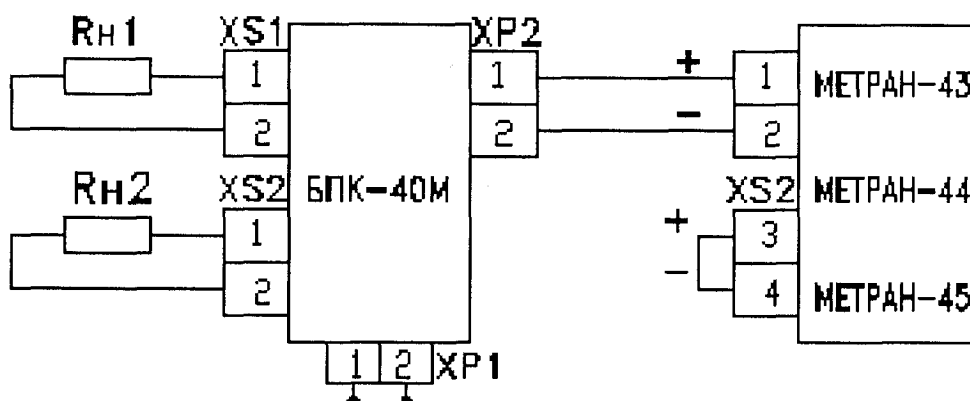 Rн1
XS1
1
2
Rн2
XS2
1
2
БПК-40М
XP2
1
2
1 2 XP1
+
-
1
2
XS2
+
-
3
4
МЕТРАН-43
МЕТРАН-44
МЕТРАН-45